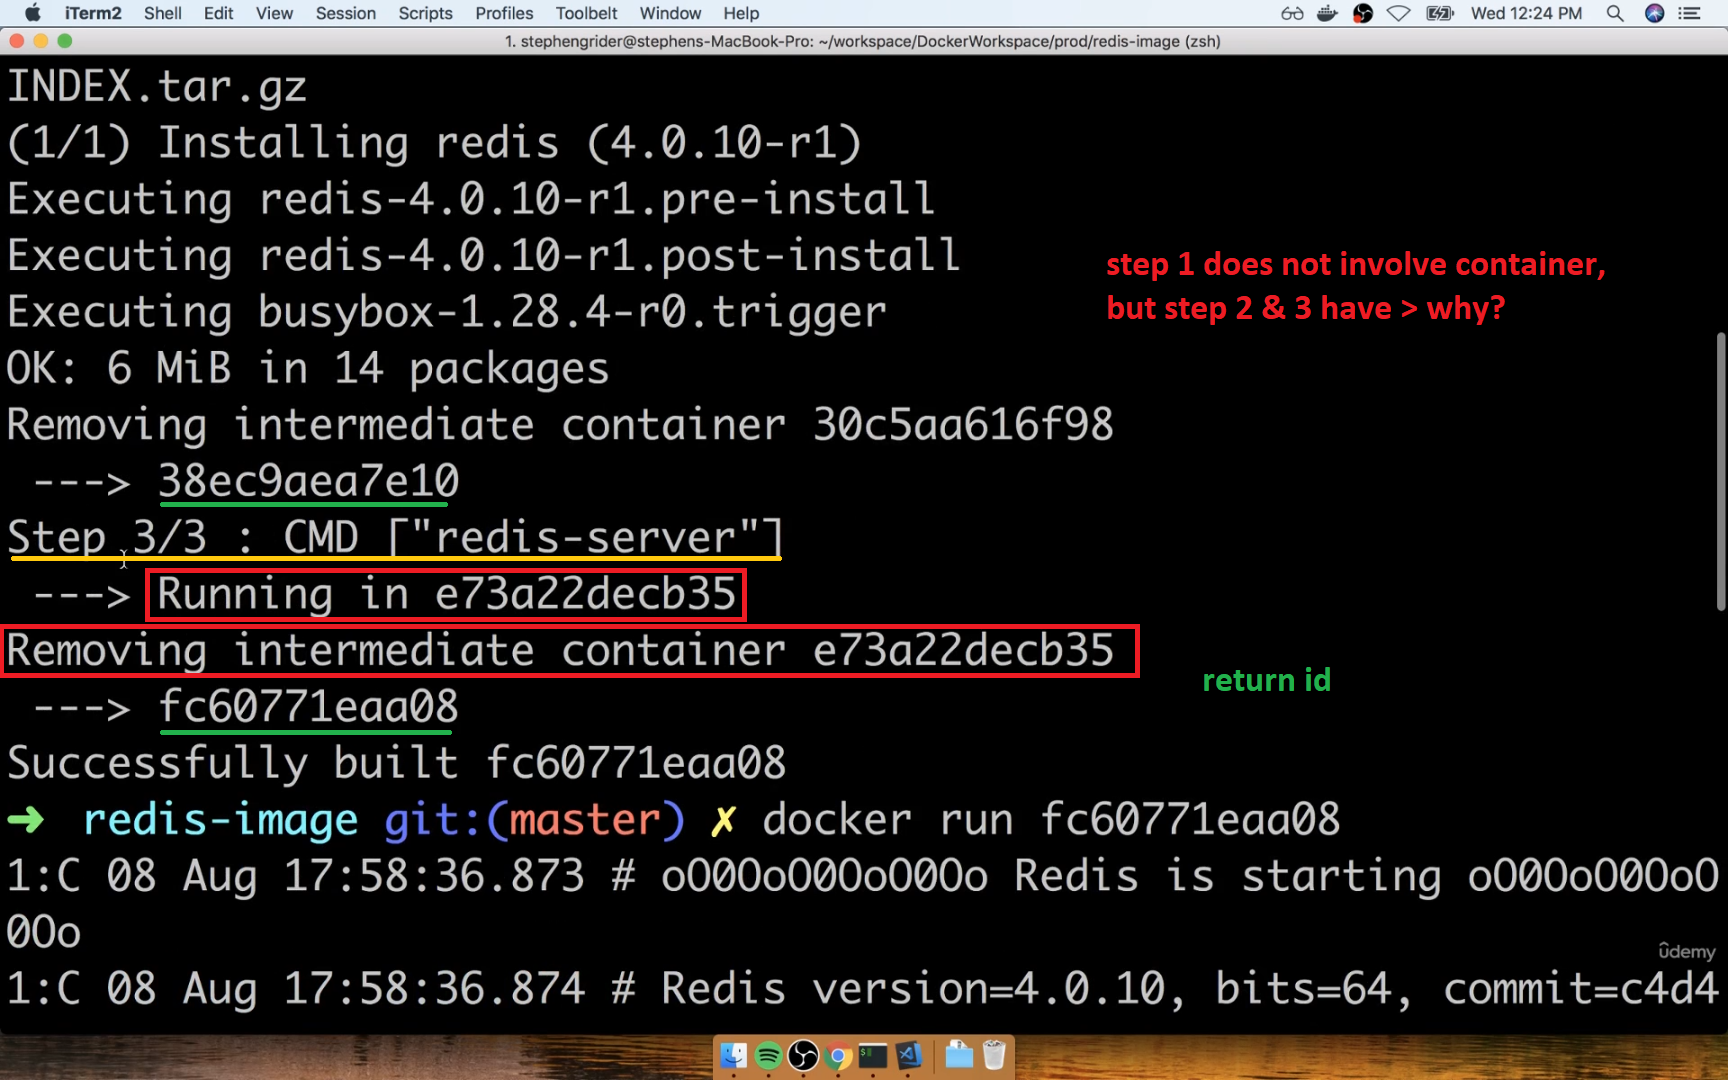 iTerm2 Shell Edit View Session Scripts Profiles Toolbelt Window Help Wed 12:24 PM
1. stephengrider@stephens-MacBook-Pro: ~/workspace/DockerWorkspace/prod/redis-image (zsh)
INDEX.tar.gz
(1/1) Installing redis (4.0.10-r1)
Executing redis-4.0.10-r1.pre-install
Executing redis-4.0.10-r1.post-install
step 1 does not involve container,
but step 2 & 3 have > why?
Executing busybox-1.28.4-r0.trigger
OK: 6 MiB in 14 packages
Removing intermediate container 30c5aa616f98
---> 38ec9aea7e10
Step 3/3 : CMD ["redis-server"]
---> Running in e73a22decb35
Removing intermediate container e73a22decb35
return id
---> fc60771eaa08
Successfully built fc60771eaa08
➜ redis-image git:(master) ✗ docker run fc60771eaa08
1:C 08 Aug 17:58:36.873 # oO0OoO0OoO0Oo Redis is starting oO0OoO0OoO
0Oo
ûdemy
1:C 08 Aug 17:58:36.874 # Redis version=4.0.10, bits=64, commit=c4d4